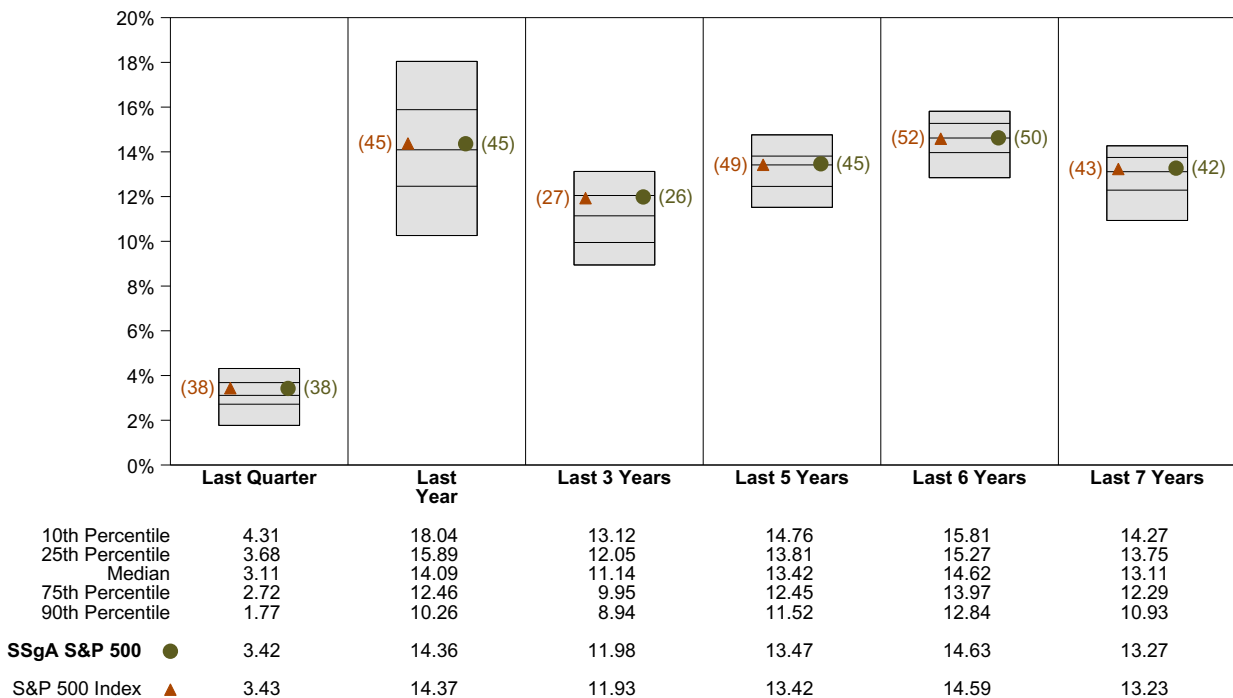 20%
18%
16%
14%
12%
10%
8%
6%
4%
2%
0%
(38) (38)
(45) (45)
(27) (26)
(49) (45)
(52) (50)
(43) (42)
Last Quarter Last Year Last 3 Years Last 5 Years Last 6 Years Last 7 Years
10th Percentile 4.31 18.04 13.12 14.76 15.81 14.27
25th Percentile 3.68 15.89 12.05 13.81 15.27 13.75
Median 3.11 14.09 11.14 13.42 14.62 13.11
75th Percentile 2.72 12.46 9.95 12.45 13.97 12.29
90th Percentile 1.77 10.26 8.94 11.52 12.84 10.93
SSgA S&P 500 3.42 14.36 11.98 13.47 14.63 13.27
S&P 500 Index 3.43 14.37 11.93 13.42 14.59 13.23